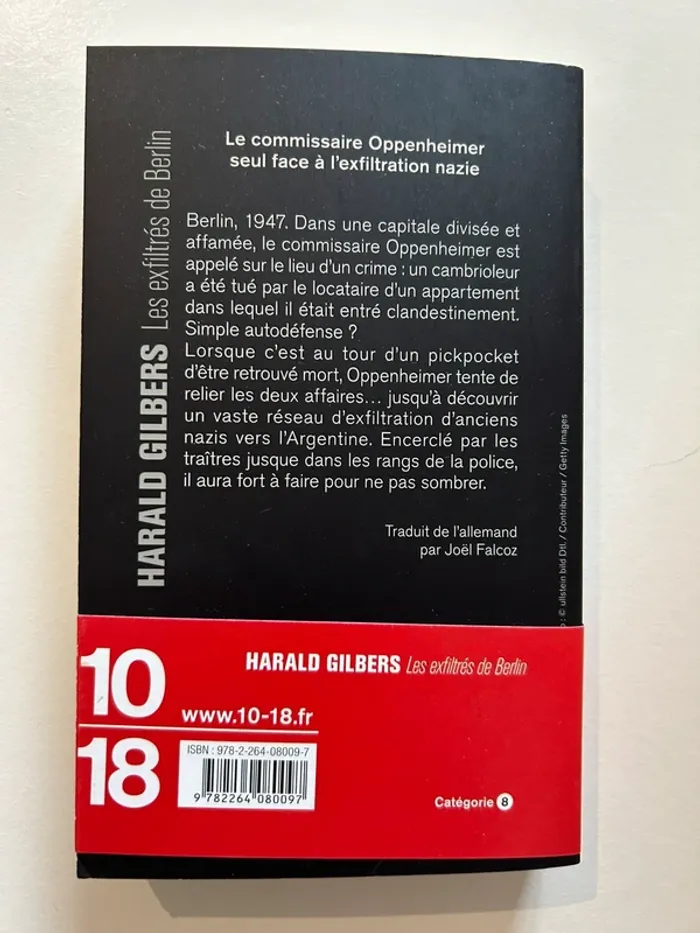 Le commissaire Oppenheimer
seul face à l'exfiltration nazie
HARALD GILBERS Les exfiltrés de Berlin
Berlin, 1947. Dans une capitale divisée et
affamée, le commissaire Oppenheimer est
appelé sur le lieu d'un crime : un cambrioleur
a été tué par le locataire d'un appartement
dans lequel il était entré clandestinement.
Simple autodéfense ?
Lorsque c'est au tour d'un pickpocket
d'être retrouvé mort, Oppenheimer tente de
relier les deux affaires… jusqu'à découvrir
un vaste réseau d'exfiltration d'anciens
nazis vers l'Argentine. Encerclé par les
traîtres jusque dans les rangs de la police,
il aura fort à faire pour ne pas sombrer.
Traduit de l'allemand
par Joël Falcoz
© ullstein bild Dtl. / Contributeur / Getty Images
HARALD GILBERS Les exfiltrés de Berlin
10
18
www.10-18.fr
ISBN : 978-2-264-08009-7
9 782264 080097
Catégorie 8